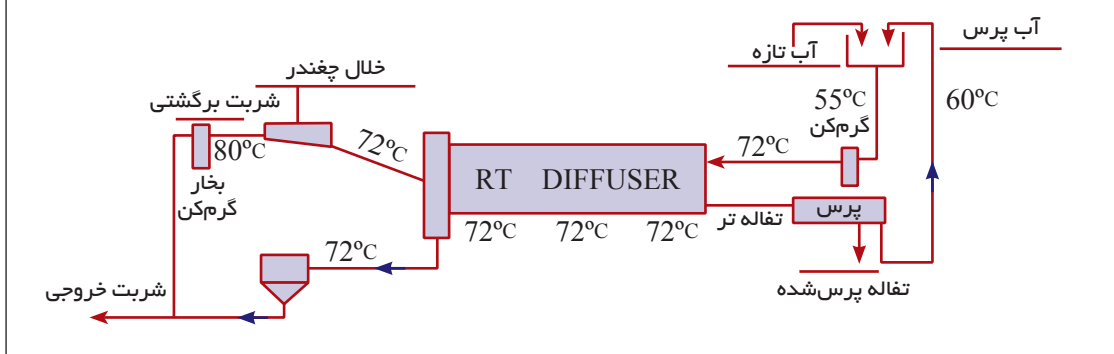 آب پرس
آب تازه
خلال چغندر
شربت برگشتی
55ºC
گرم‌کن
60ºC
80ºC
72ºC
72ºC
بخار
گرم‌کن
RT DIFFUSER
تفاله تر
پرس
72ºC 72ºC 72ºC
72ºC
شربت خروجی
تفاله پرس‌شده